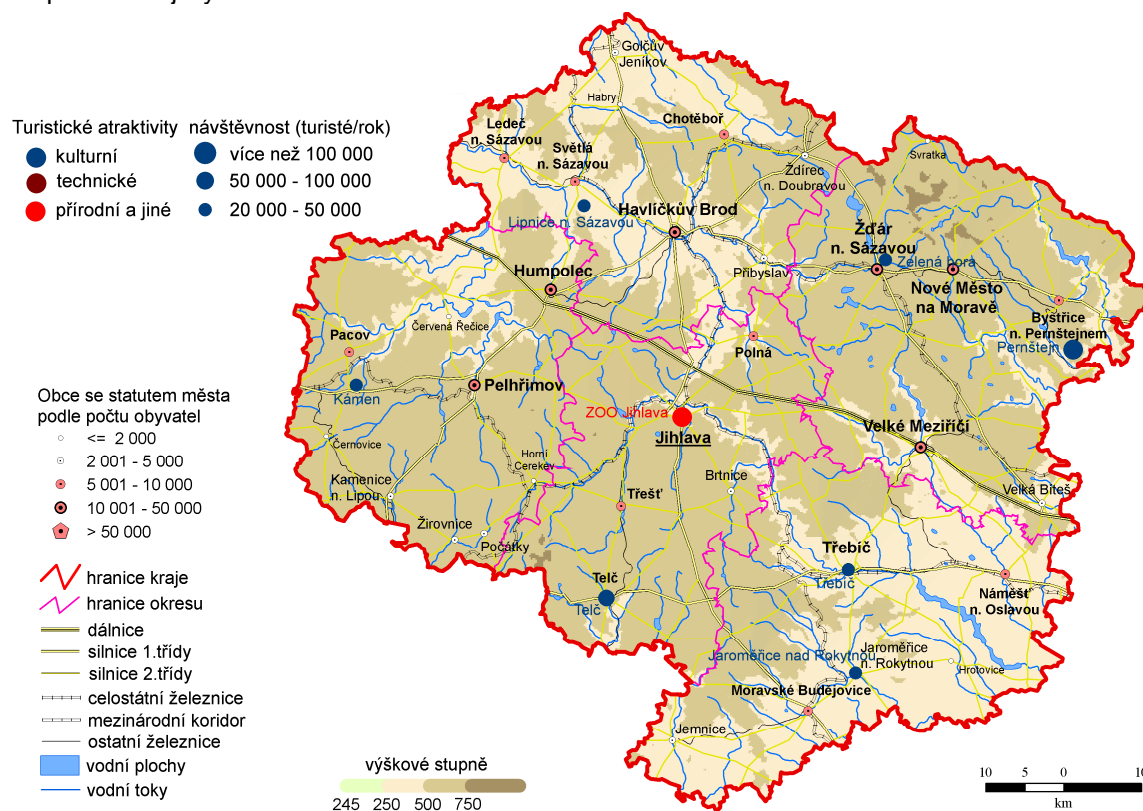 Turistické atraktivity
kulturní
technické
přírodní a jiné
návštěvnost (turisté/rok)
více než 100 000
50 000 - 100 000
20 000 - 50 000
Golčův
Jeníkov
Habry
Chotěboř
Ledeč
n. Sázavou
Světlá
n. Sázavou
Ždírec
n. Doubravou
Svratka
Lipnice n. Sázavou
Havlíčkův Brod
Žďár
n. Sázavou
Zelená hora
Přibyslav
Humpolec
Nové Město
na Moravě
Bystřice
n. Pernštejnem
Pernštejn
Červená Řečice
Pacov
Polná
Kámen
Pelhřimov
ZOO Jihlava
Jihlava
Velké Meziříčí
Černovice
Horní
Cerekev
Kamenice
n. Lipou
Brtnice
Velká Bíteš
Třešť
Žirovnice
Počátky
Třebíč
Třebíč
Telč
Telč
Náměšť
n. Oslavou
Jaroměřice nad Rokytnou
Jaroměřice
n. Rokytnou
Hrotovice
Moravské Budějovice
Jemnice
Obce se statutem města
podle počtu obyvatel
<= 2 000
2 001 - 5 000
5 001 - 10 000
10 001 - 50 000
> 50 000
hranice kraje
hranice okresu
dálnice
silnice 1.třídy
silnice 2.třídy
celostátní železnice
mezinárodní koridor
ostatní železnice
vodní plochy
vodní toky
výškové stupně
245 250 500 750
10 5 0 10
km